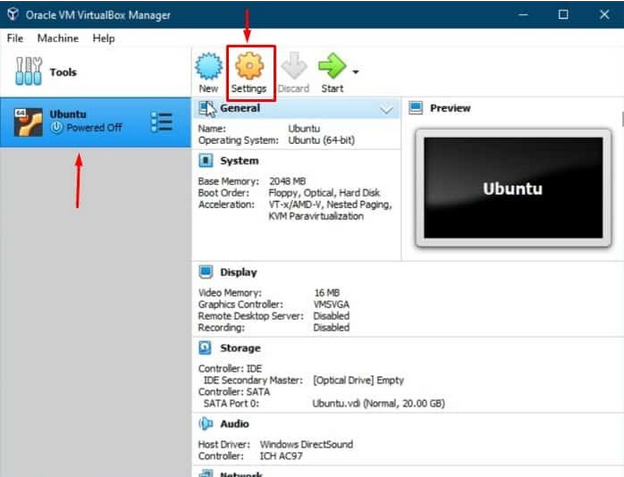 Oracle VM VirtualBox Manager
File Machine Help
Tools
New Settings Discard Start
64
Ubuntu
Powered Off
General
Name: Ubuntu
Operating System: Ubuntu (64-bit)
Preview
Ubuntu
System
Base Memory: 2048 MB
Boot Order: Floppy, Optical, Hard Disk
Acceleration: VT-x/AMD-V, Nested Paging,
KVM Paravirtualization
Display
Video Memory: 16 MB
Graphics Controller: VMSVGA
Remote Desktop Server: Disabled
Recording: Disabled
Storage
Controller: IDE
IDE Secondary Master: [Optical Drive] Empty
Controller: SATA
SATA Port 0: Ubuntu.vdi (Normal, 20.00 GB)
Audio
Host Driver: Windows DirectSound
Controller: ICH AC97
Network